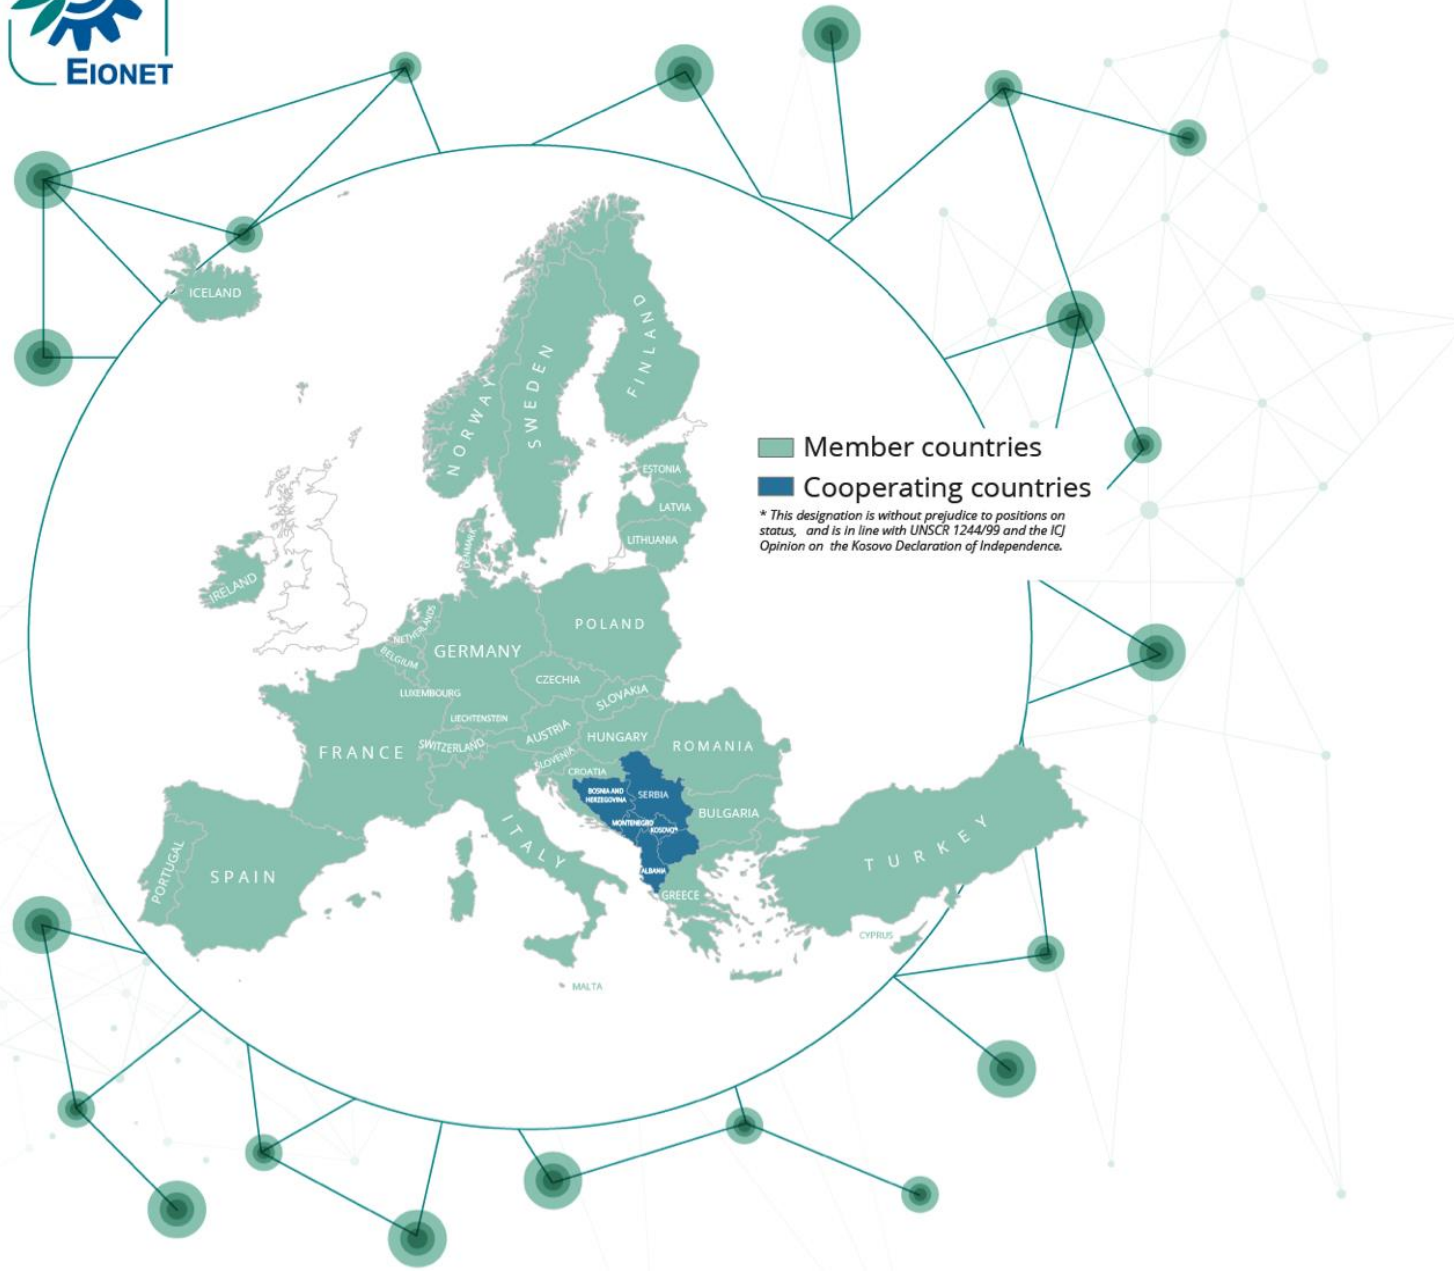 EIONET
ICELAND
FINLAND
SWEDEN
NORWAY
Member countries
ESTONIA
Cooperating countries
LATVIA
* This designation is without prejudice to positions on
status, and is in line with UNSCR 1244/99 and the ICJ
Opinion on the Kosovo Declaration of Independence.
LITHUANIA
DENMARK
IRELAND
POLAND
NETHERLANDS
GERMANY
BELGIUM
CZECHIA
LUXEMBOURG
SLOVAKIA
LIECHTENSTEIN
AUSTRIA
HUNGARY
SWITZERLAND
ROMANIA
FRANCE
SLOVENIA
CROATIA
BOSNIA AND
HERZEGOVINA
SERBIA
BULGARIA
MONTENEGRO
KOSOVO*
ITALY
TURKEY
PORTUGAL
SPAIN
ALBANIA
GREECE
CYPRUS
MALTA